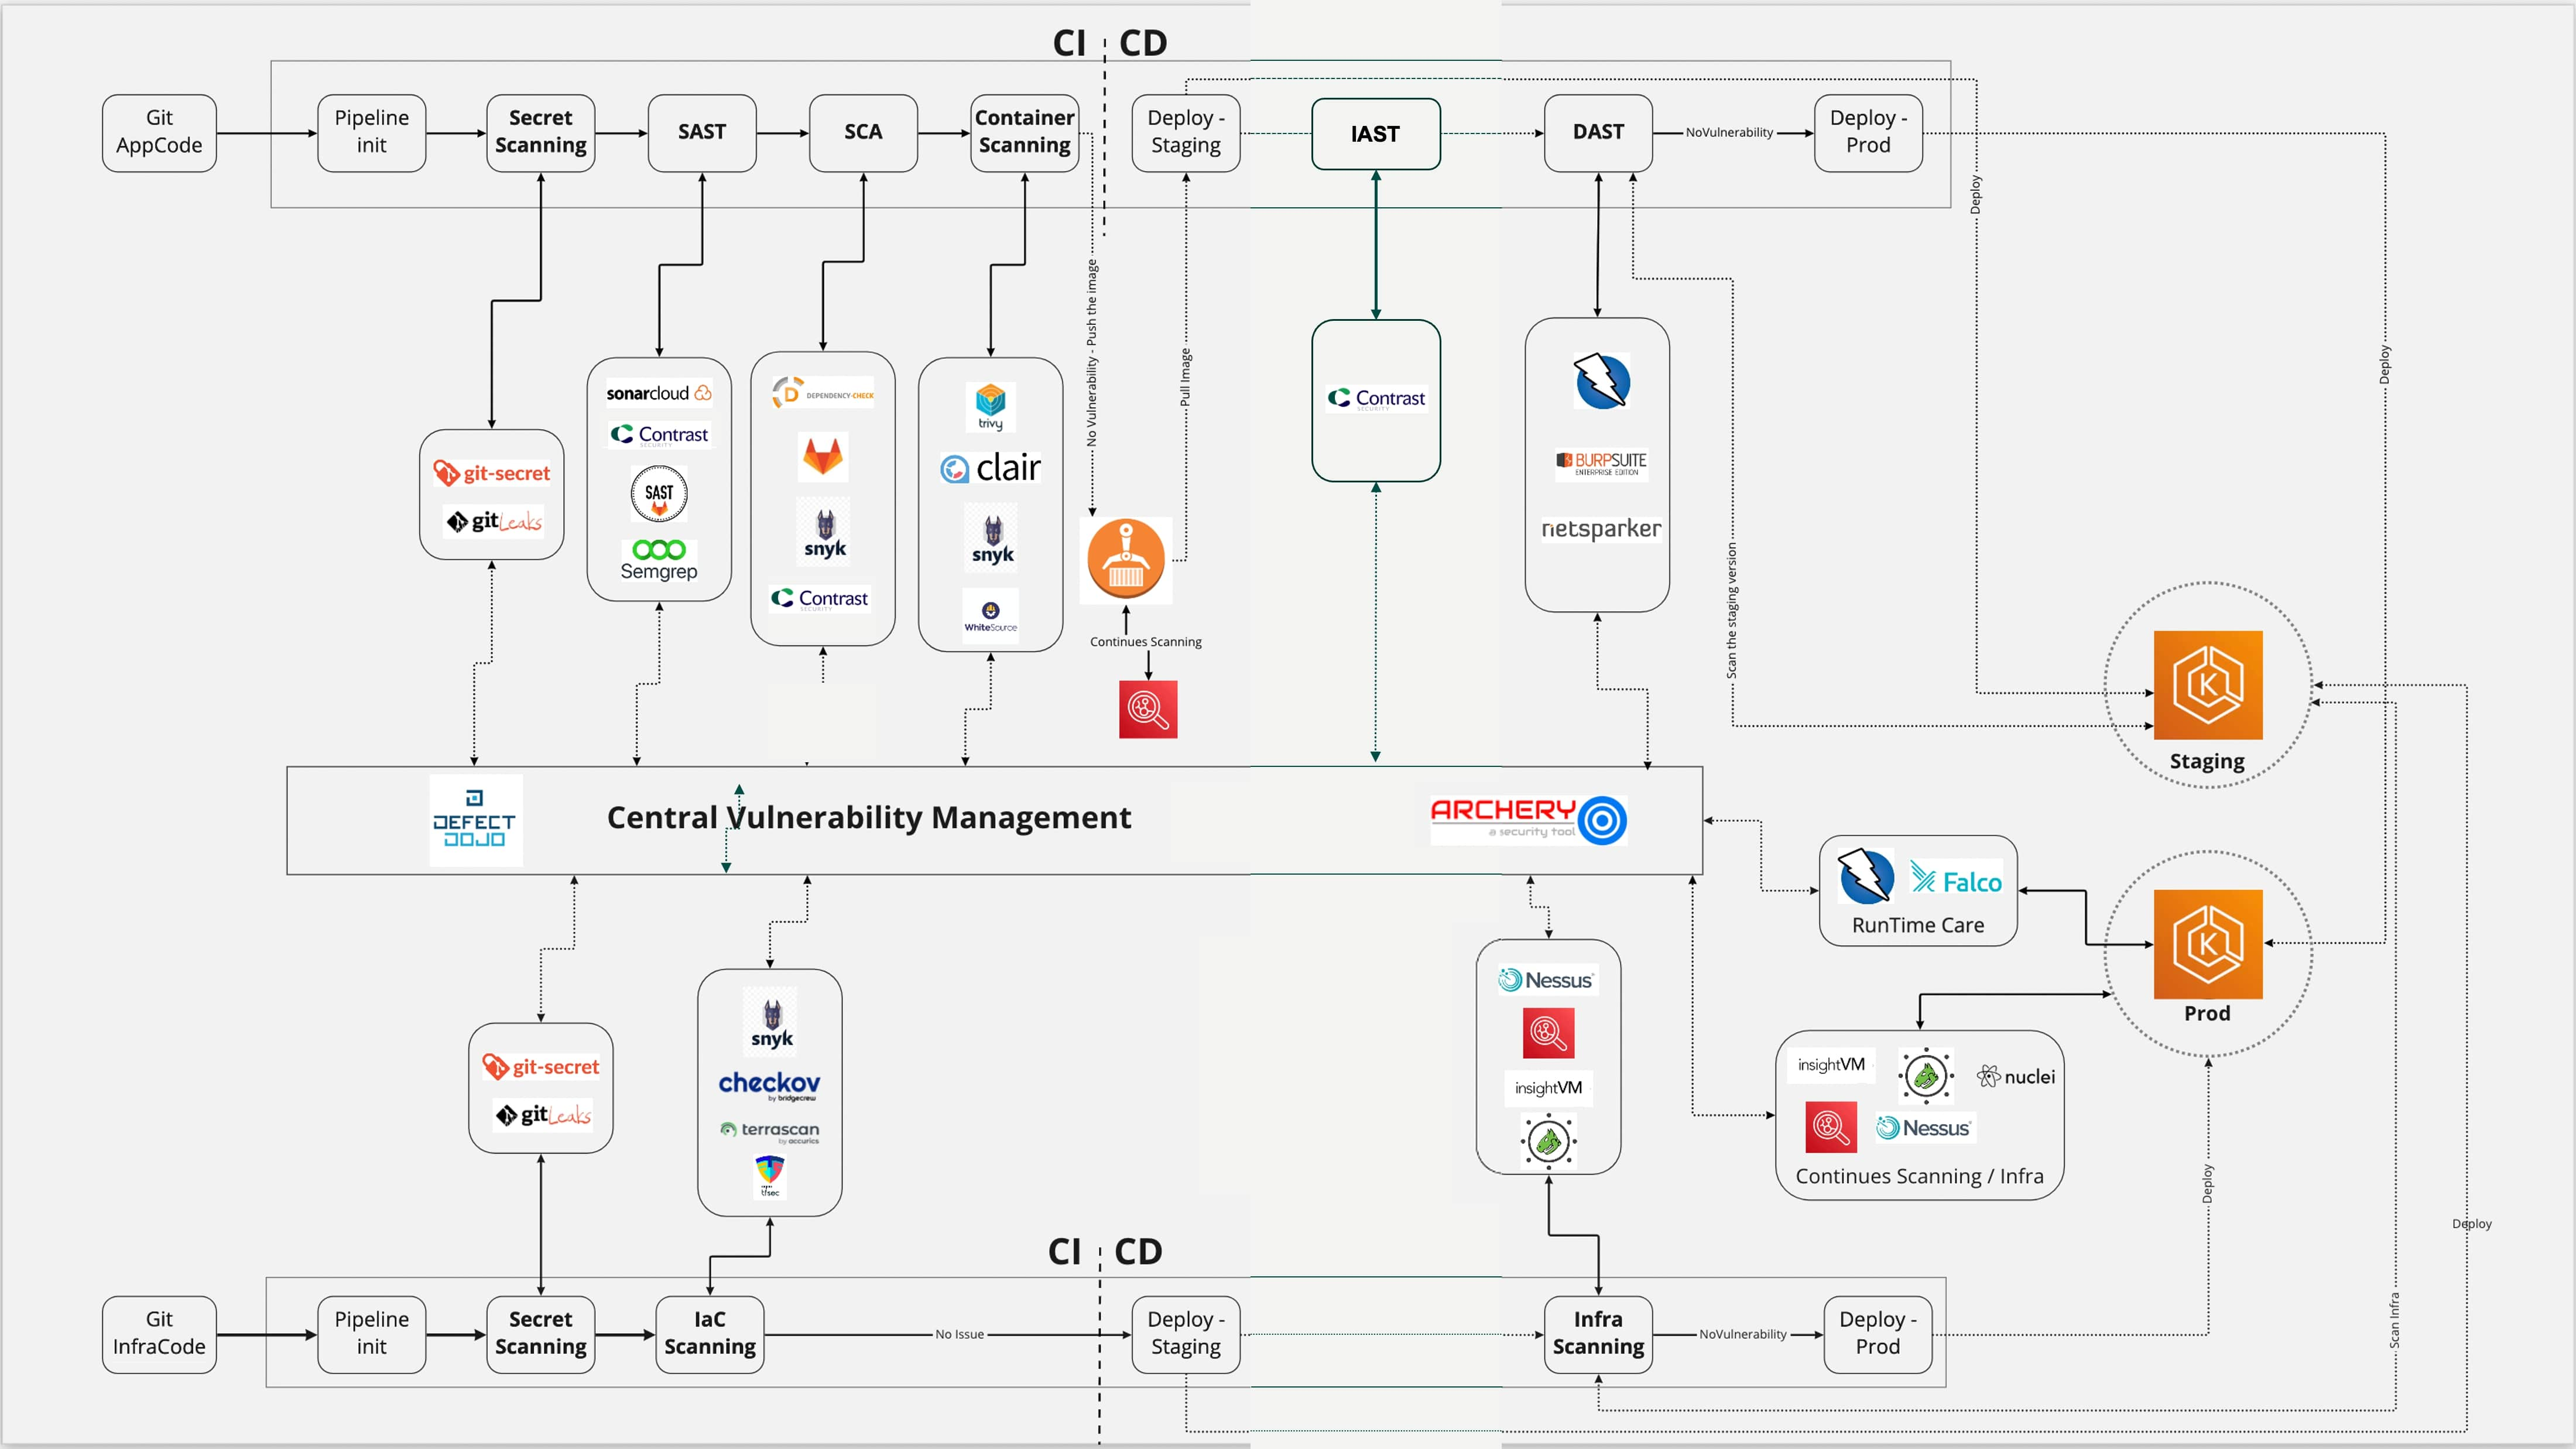 CI
CD
Git
AppCode
Pipeline
init
Secret
Scanning
SAST
SCA
Container
Scanning
Deploy -
Staging
IAST
DAST
NoVulnerability
Deploy -
Prod
Deploy
Deploy
No Vulnerability - Push the image
Pull Image
Scan the staging version
git-secret
gitLeaks
sonarcloud
Contrast
SECURITY
SAST
Semgrep
DEPENDENCY-CHECK
snyk
Contrast
SECURITY
trivy
clair
snyk
WhiteSource
Continues Scanning
Contrast
SECURITY
BURPSUITE
ENTERPRISE EDITION
netsparker
K
Staging
DEFECT
DOJO
Central Vulnerability Management
ARCHERY
a security tool
Falco
RunTime Care
K
Prod
git-secret
gitLeaks
snyk
checkov
by bridgecrew
terrascan
by accurics
tfsec
Nessus
insightVM
insightVM
nuclei
Nessus
Continues Scanning / Infra
Deploy
Deploy
Scan Infra
CI
CD
Git
InfraCode
Pipeline
init
Secret
Scanning
IaC
Scanning
No Issue
Deploy -
Staging
Infra
Scanning
NoVulnerability
Deploy -
Prod